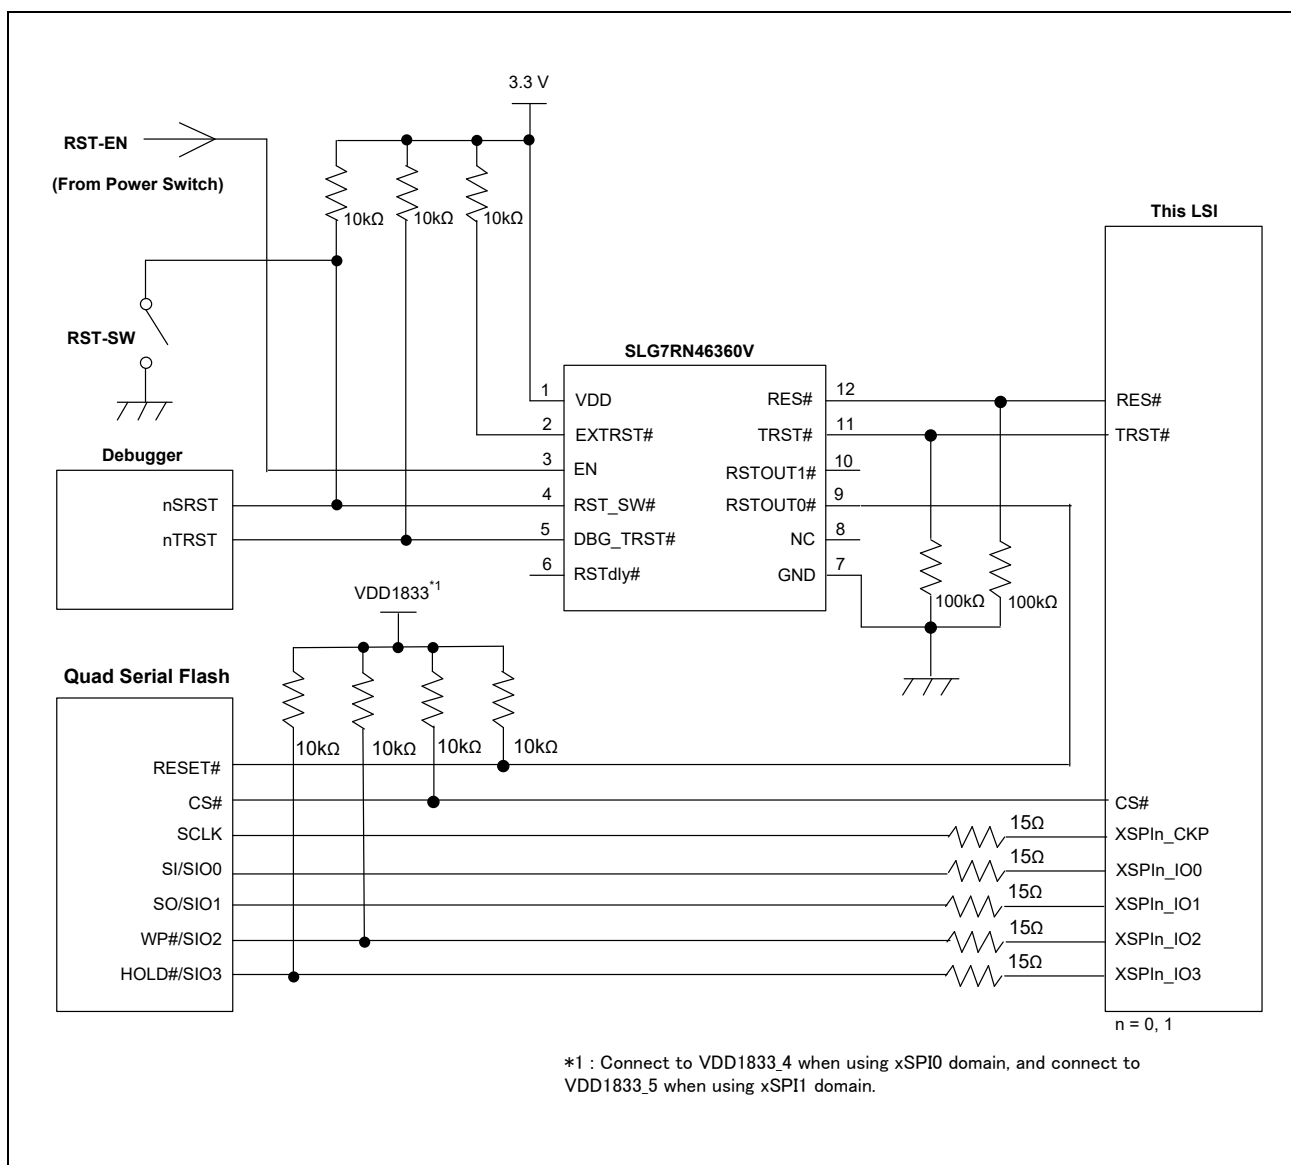 3.3 V
RST-EN
(From Power Switch)
10kΩ
10kΩ
10kΩ
This LSI
RST-SW
SLG7RN46360V
1
VDD
RES#
12
RES#
2
EXTRST#
TRST#
11
TRST#
Debugger
3
EN
RSTOUT1#
10
nSRST
4
RST_SW#
RSTOUT0#
9
nTRST
5
DBG_TRST#
NC
8
6
RSTdly#
GND
7
VDD1833*1
100kΩ
100kΩ
Quad Serial Flash
10kΩ
10kΩ
10kΩ
10kΩ
RESET#
CS#
CS#
SCLK
15Ω
XSPIn_CKP
SI/SIO0
15Ω
XSPIn_IO0
SO/SIO1
15Ω
XSPIn_IO1
WP#/SIO2
15Ω
XSPIn_IO2
HOLD#/SIO3
15Ω
XSPIn_IO3
n = 0, 1
*1 : Connect to VDD1833_4 when using xSPI0 domain, and connect to
VDD1833_5 when using xSPI1 domain.